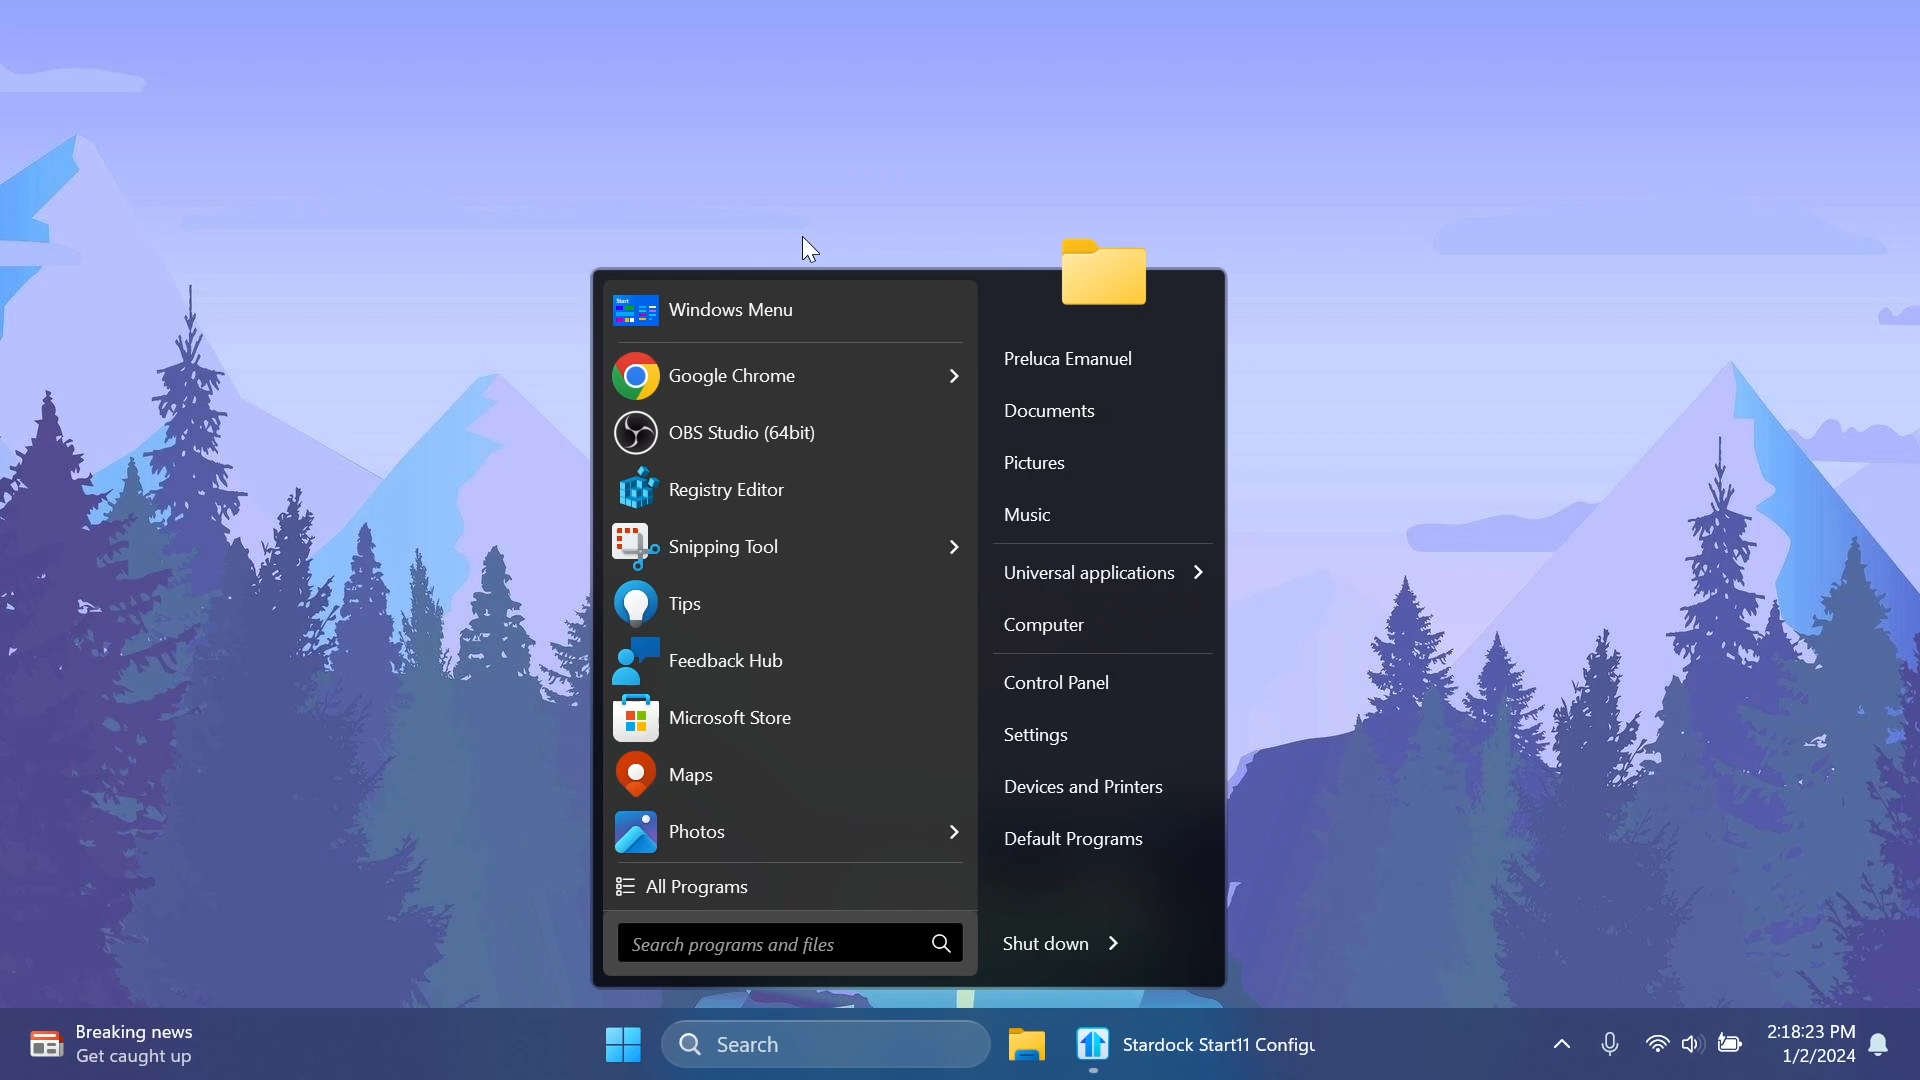 Windows Menu
Google Chrome
OBS Studio (64bit)
Registry Editor
Snipping Tool
Tips
Feedback Hub
Microsoft Store
Maps
Photos
All Programs
Search programs and files
Preluca Emanuel
Documents
Pictures
Music
Universal applications
Computer
Control Panel
Settings
Devices and Printers
Default Programs
Shut down
Breaking news
Get caught up
Search
Stardock Start11 Configu
2:18:23 PM
1/2/2024
Start